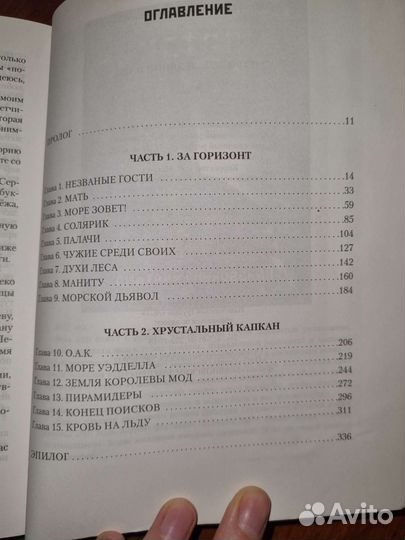 ОГЛАВЛЕНИЕ
ПРОЛОГ 11
ЧАСТЬ 1. ЗА ГОРИЗОНТ
Глава 1. НЕЗВАНЫЕ ГОСТИ 14
Глава 2. МАТЬ 33
Глава 3. МОРЕ ЗОВЕТ! 59
Глава 4. СОЛЯРИК 85
Глава 5. ПАЛАЧИ 104
Глава 6. ЧУЖИЕ СРЕДИ СВОИХ 127
Глава 7. ДУХИ ЛЕСА 142
Глава 8. МАНИТУ 160
Глава 9. МОРСКОЙ ДЬЯВОЛ 184
ЧАСТЬ 2. ХРУСТАЛЬНЫЙ КАПКАН
Глава 10. О.А.К. 206
Глава 11. МОРЕ УЭДДЕЛЛА 219
Глава 12. ЗЕМЛЯ КОРОЛЕВЫ МОД 244
Глава 13. ПИРАМИДЕРЫ 272
Глава 14. КОНЕЦ ПОИСКОВ 296
Глава 15. КРОВЬ НА ЛЬДУ 311
ЭПИЛОГ 336
Avito